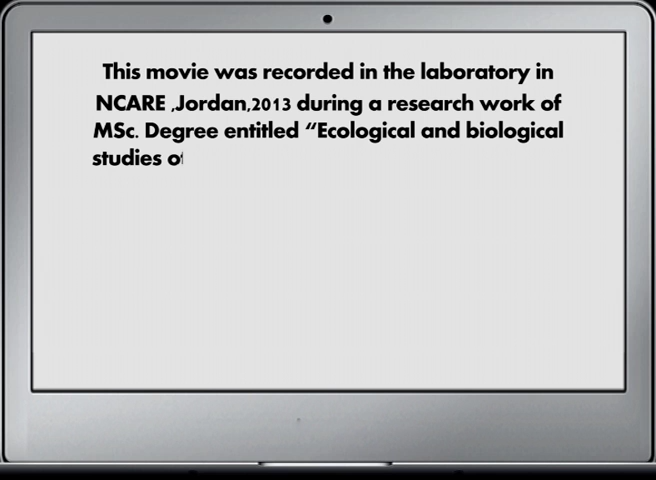 This movie was recorded in the laboratory in
NCARE ,Jordan,2013 during a research work of
MSc. Degree entitled “Ecological and biological
studies of